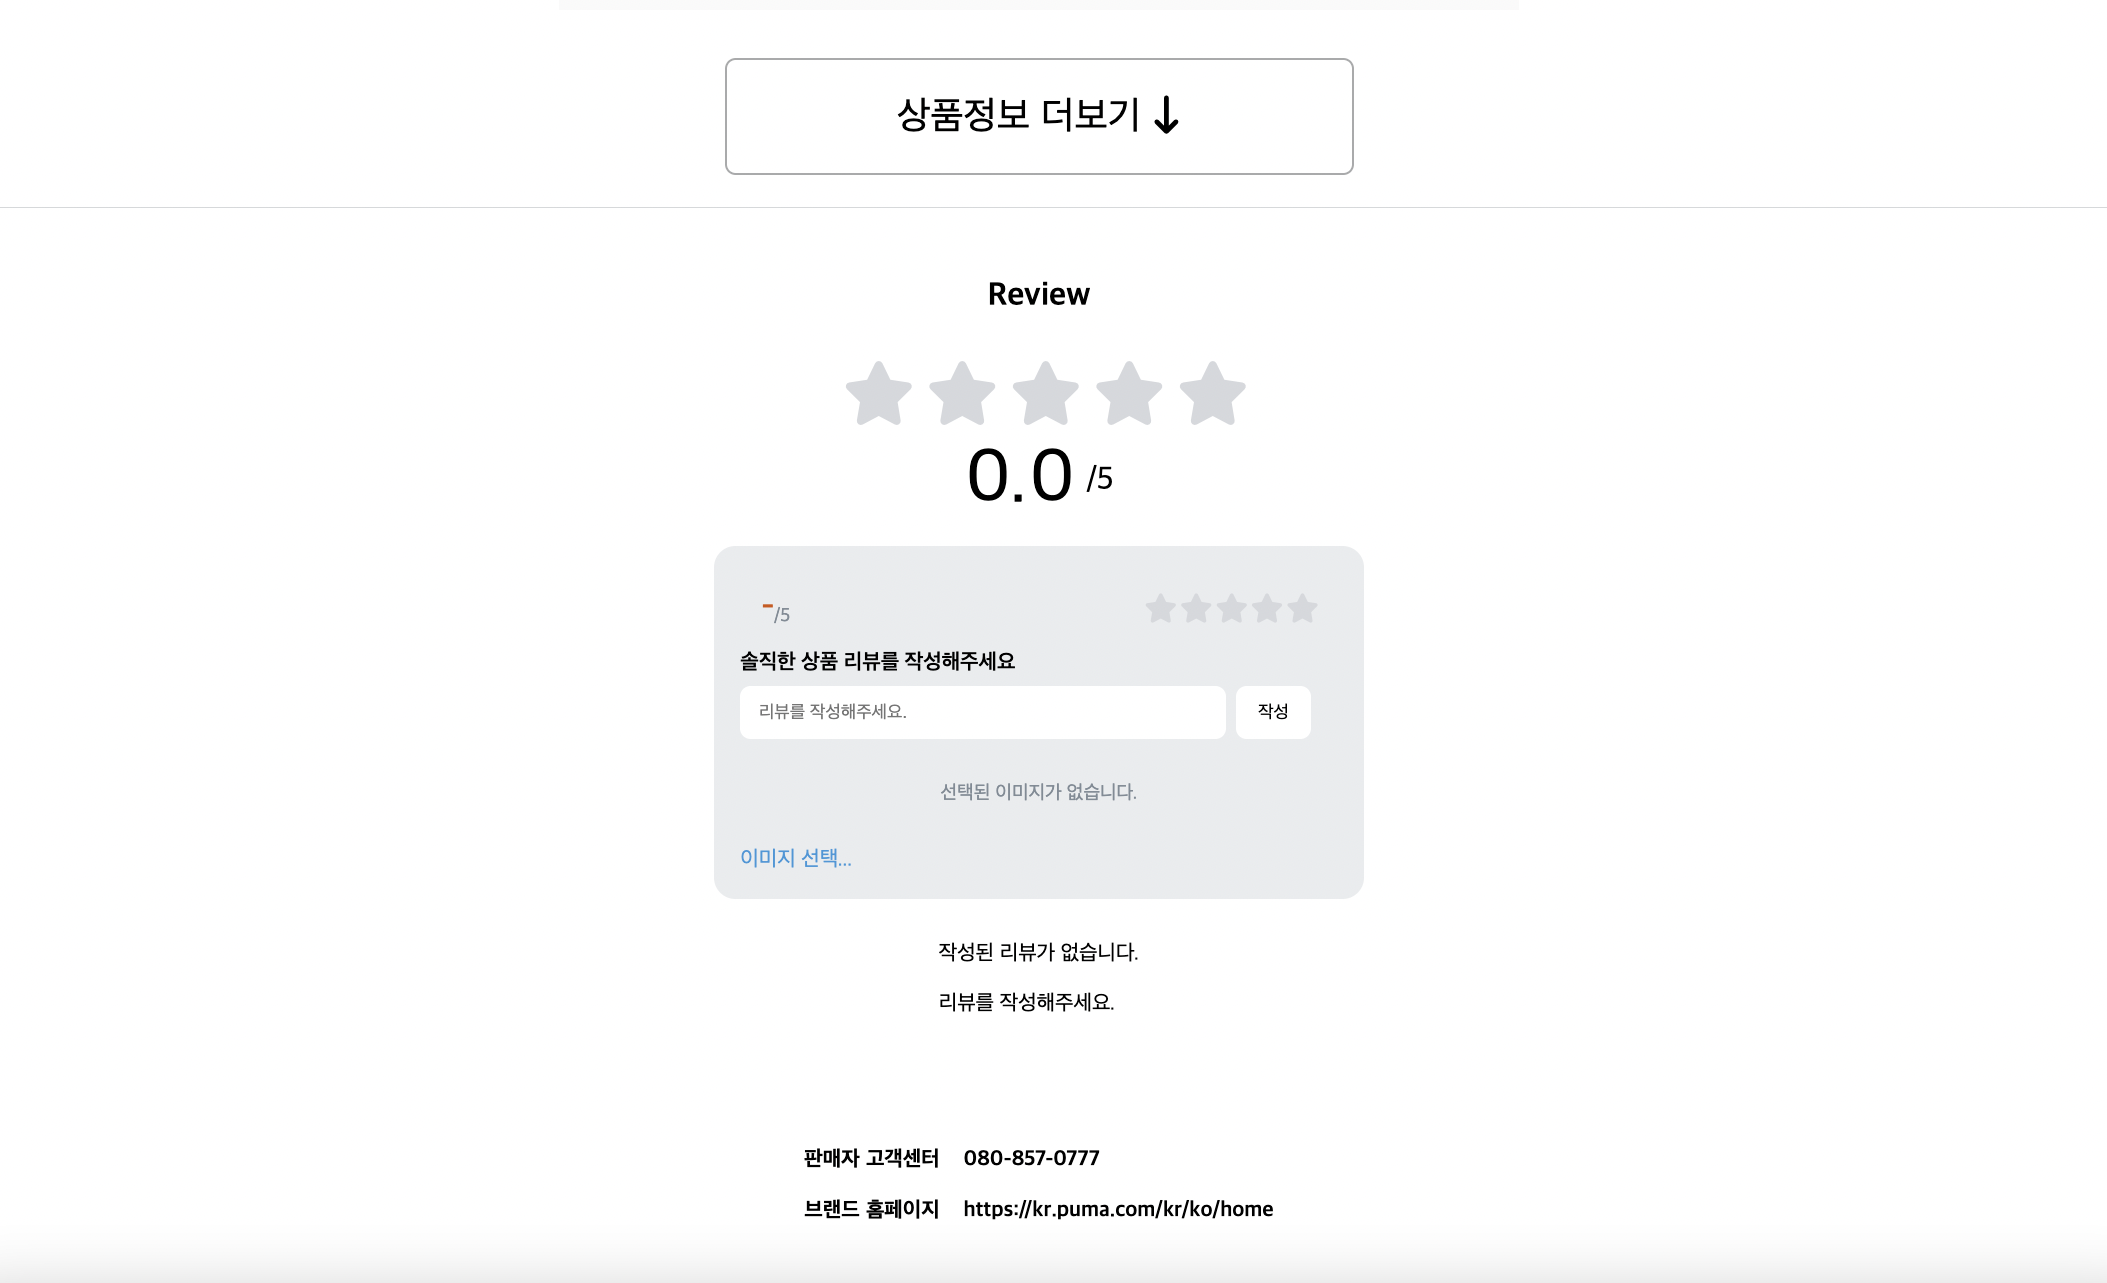 상품정보 더보기 ↓
Review
0.0 /5
-/5
솔직한 상품 리뷰를 작성해주세요
리뷰를 작성해주세요. 작성
선택된 이미지가 없습니다.
이미지 선택...
작성된 리뷰가 없습니다.
리뷰를 작성해주세요.
판매자 고객센터 080-857-0777
브랜드 홈페이지 https://kr.puma.com/kr/ko/home